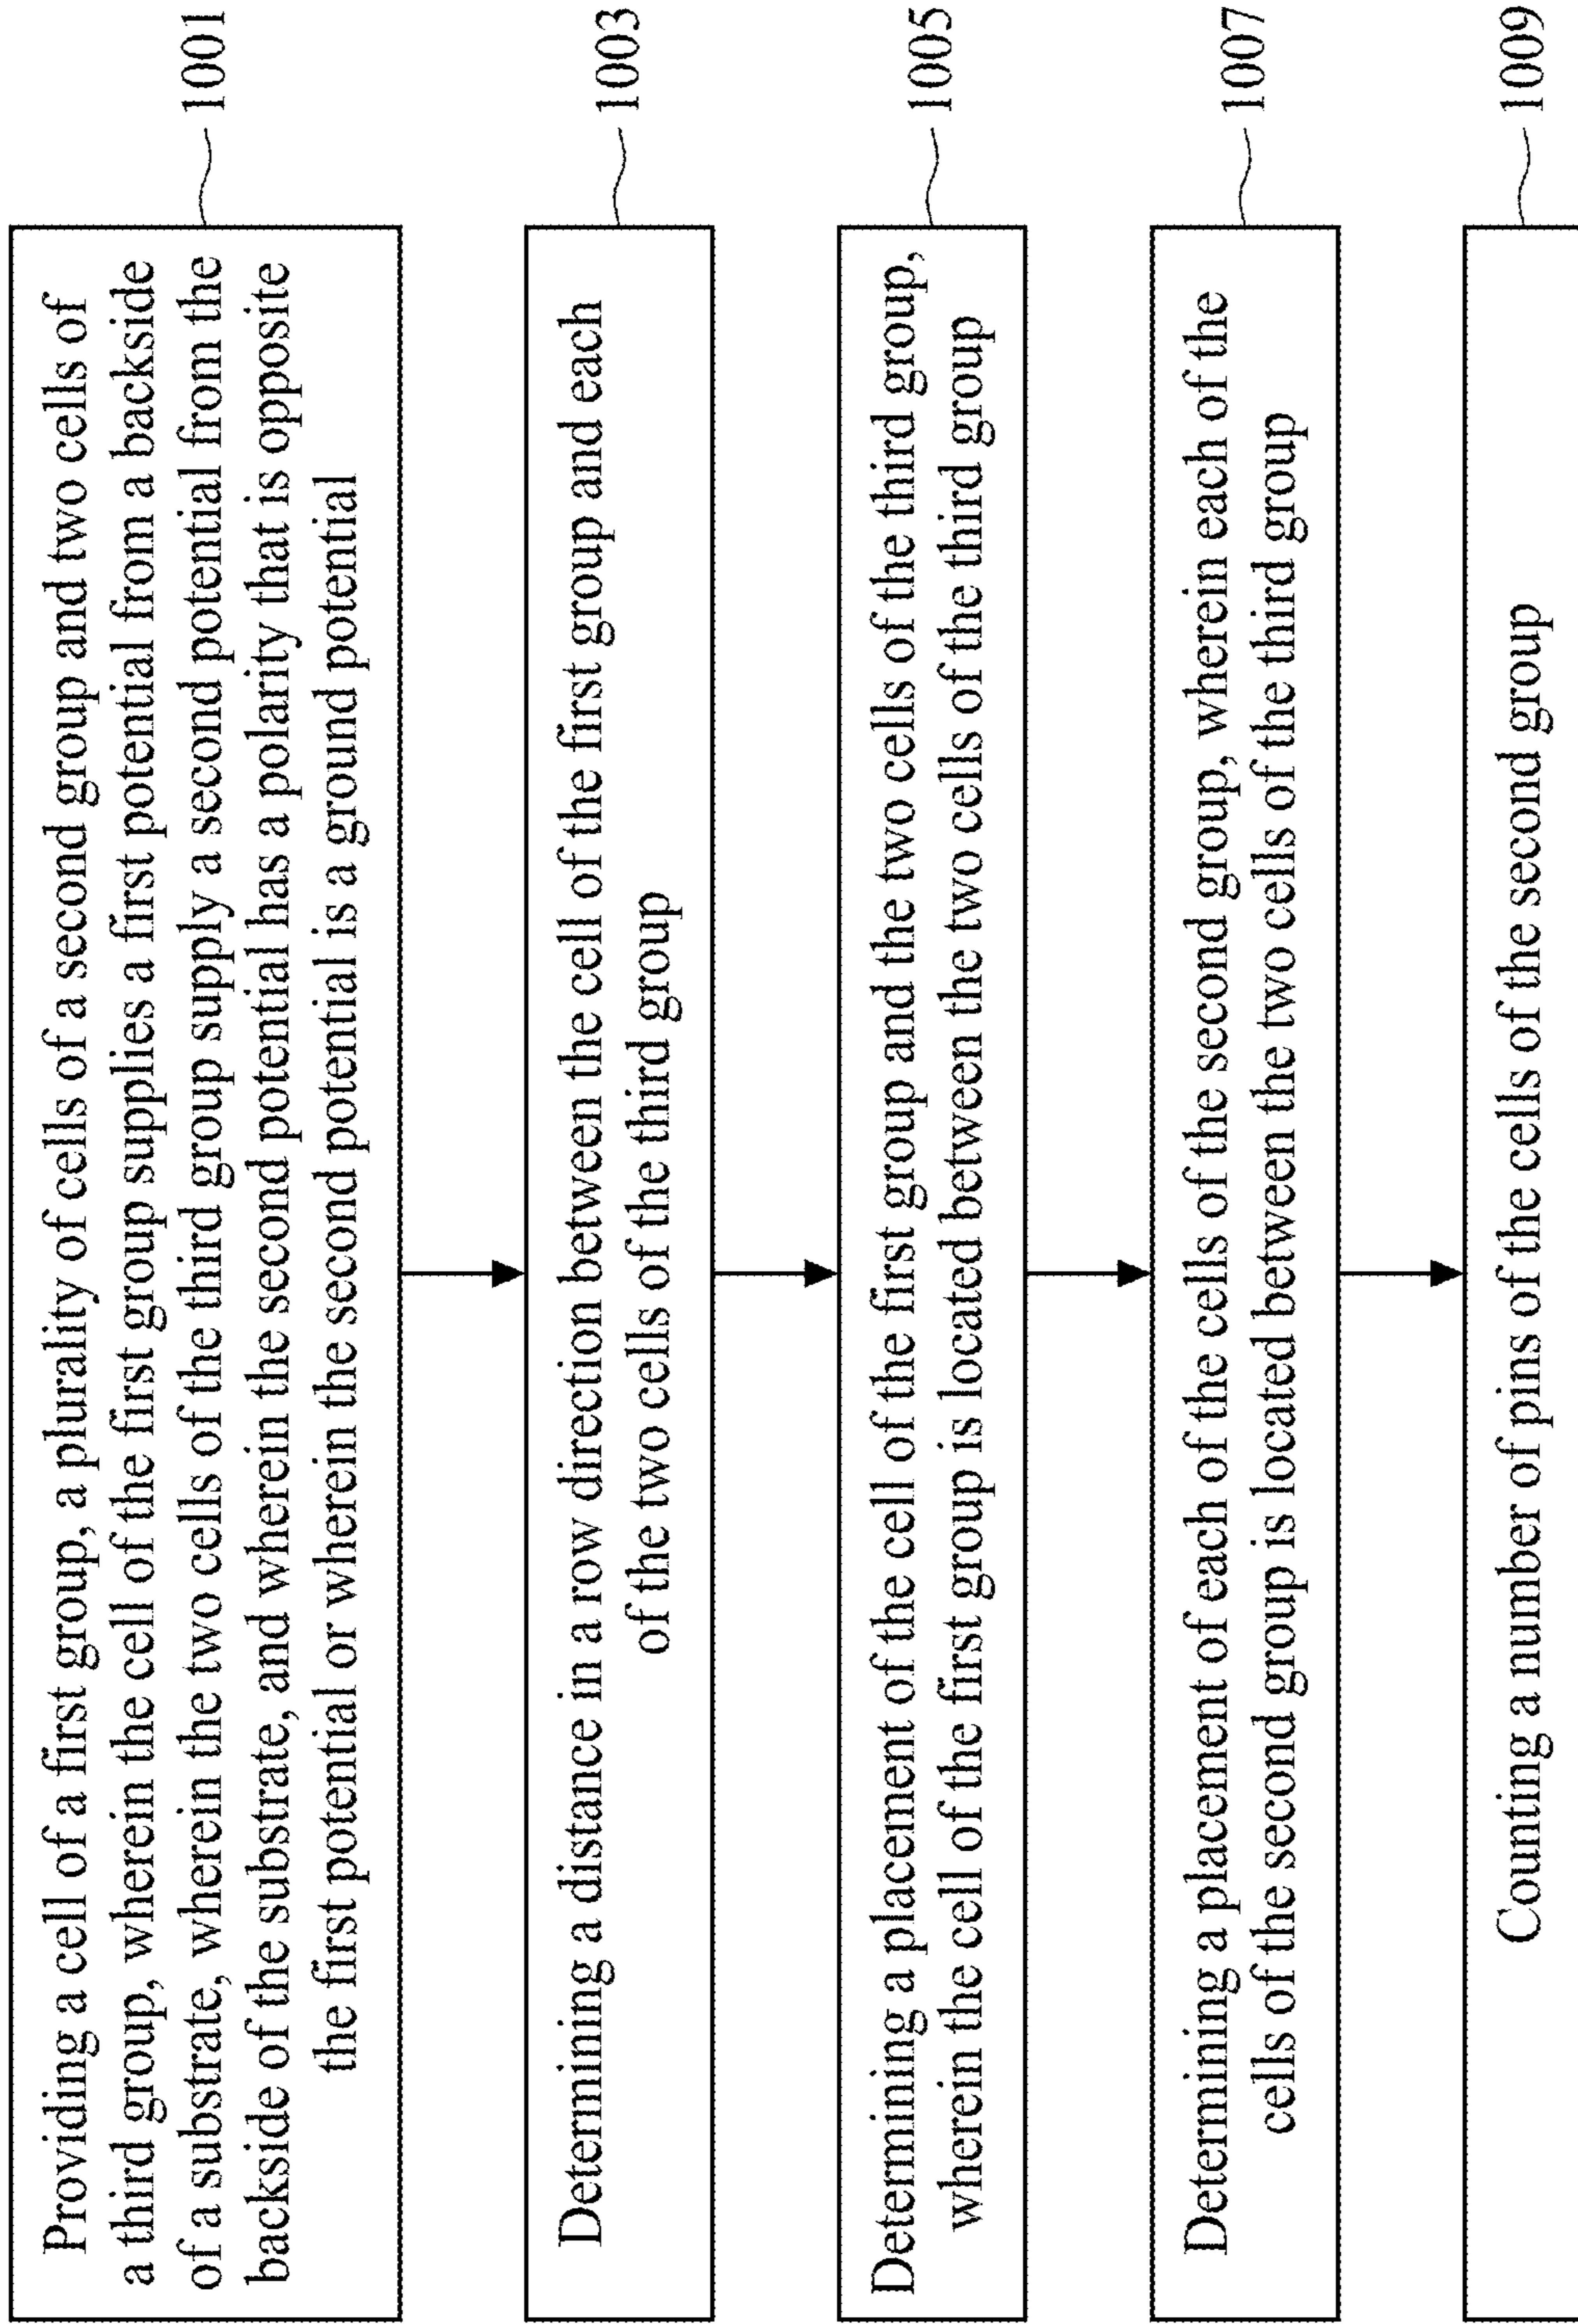 Providing a cell of a first group, a plurality of cells of a second group and two cells of
a third group, wherein the cell of the first group supplies a first potential from a backside
of a substrate, wherein the two cells of the third group supply a second potential from the
backside of the substrate, and wherein the second potential has a polarity that is opposite
the first potential or wherein the second potential is a ground potential
1001
Determining a distance in a row direction between the cell of the first group and each
of the two cells of the third group
1003
Determining a placement of the cell of the first group and the two cells of the third group,
wherein the cell of the first group is located between the two cells of the third group
1005
Determining a placement of each of the cells of the second group, wherein each of the
cells of the second group is located between the two cells of the third group
1007
Counting a number of pins of the cells of the second group
1009